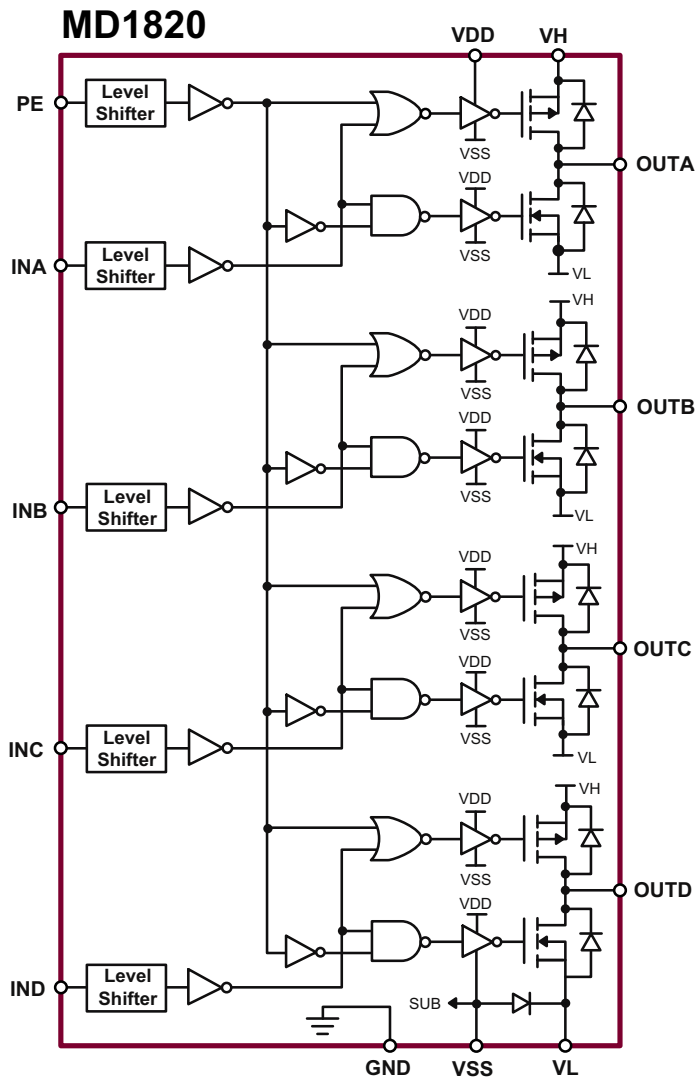 MD1820
VDD
VH
PE
Level
Shifter
VSS
OUTA
VDD
VSS
INA
Level
Shifter
VL
VH
VDD
VSS
OUTB
VDD
VSS
INB
Level
Shifter
VL
VH
VDD
VSS
OUTC
VDD
VSS
INC
Level
Shifter
VL
VH
VDD
VSS
OUTD
VDD
IND
Level
Shifter
SUB
GND
VSS
VL